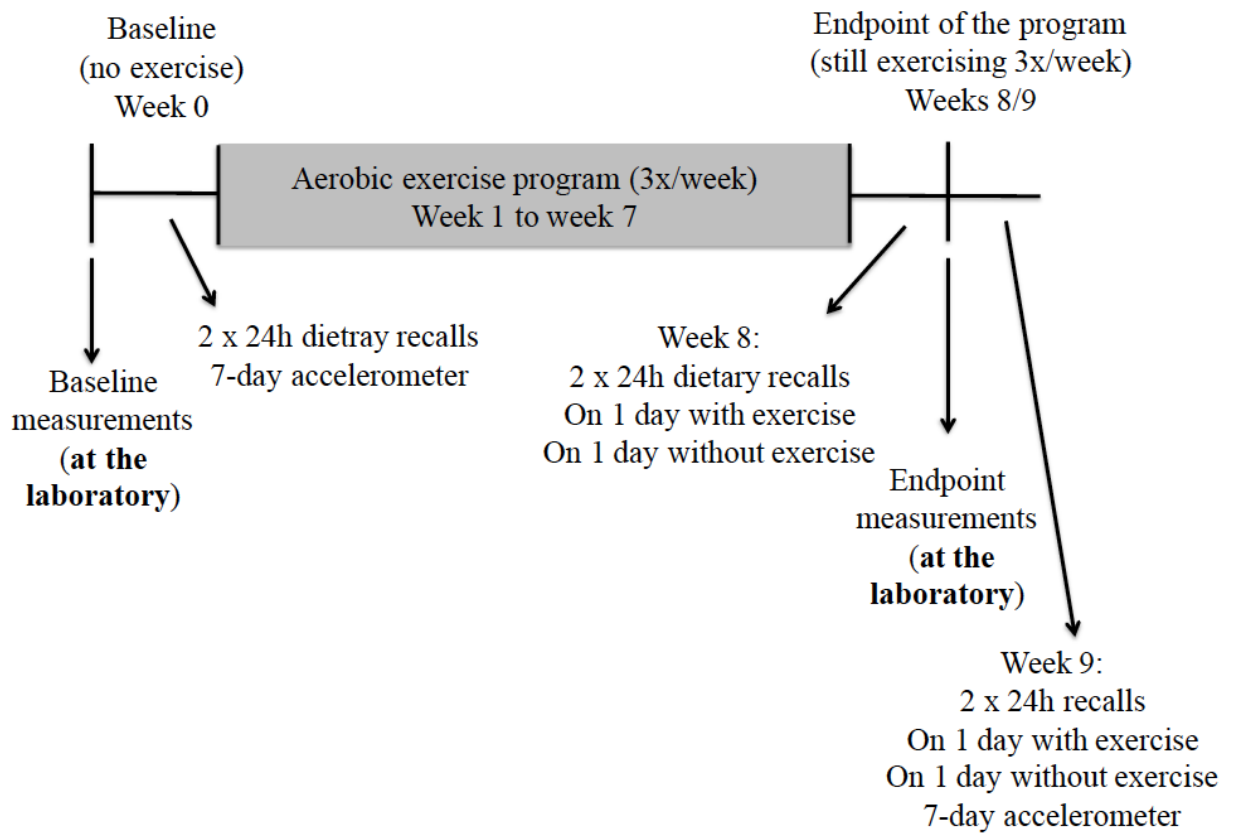 Baseline
(no exercise)
Week 0
Endpoint of the program
(still exercising 3x/week)
Weeks 8/9
Aerobic exercise program (3x/week)
Week 1 to week 7
2 x 24h dietray recalls
7-day accelerometer
Baseline
measurements
(at the
laboratory)
Week 8:
2 x 24h dietary recalls
On 1 day with exercise
On 1 day without exercise
Endpoint
measurements
(at the
laboratory)
Week 9:
2 x 24h recalls
On 1 day with exercise
On 1 day without exercise
7-day accelerometer